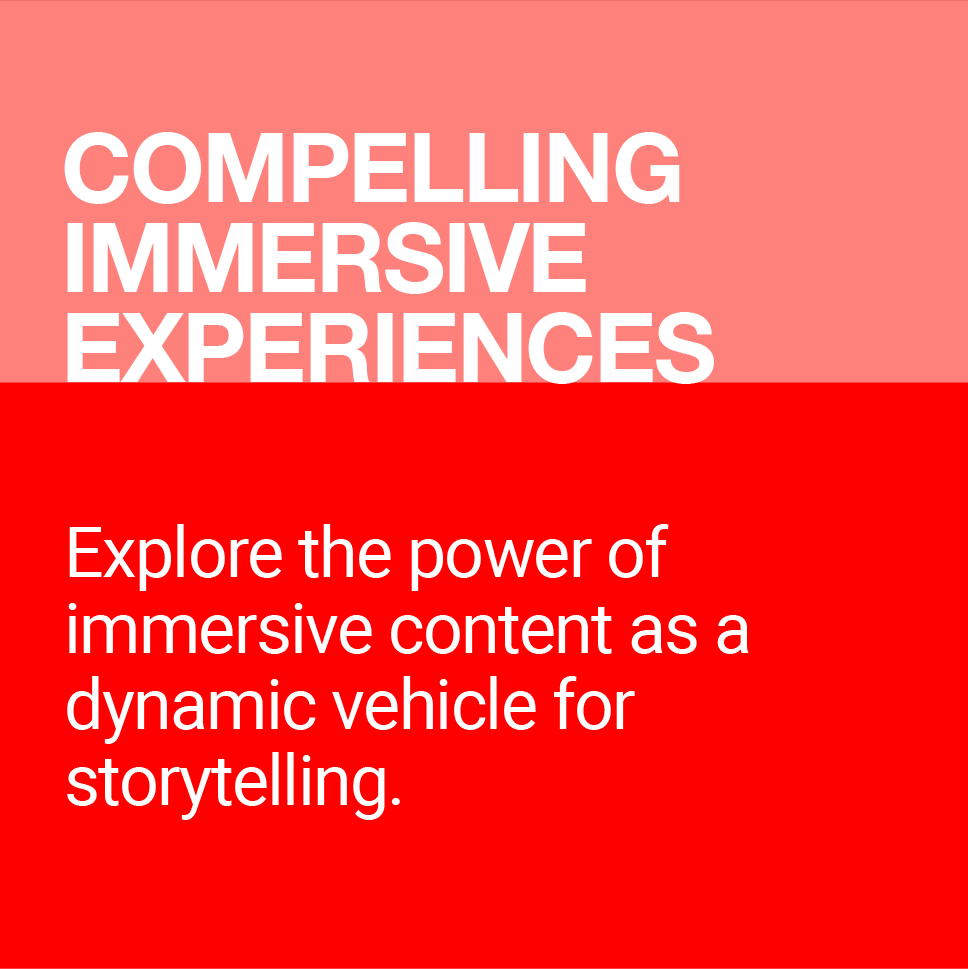 COMPELLING
IMMERSIVE
EXPERIENCES
Explore the power of
immersive content as a
dynamic vehicle for
storytelling.